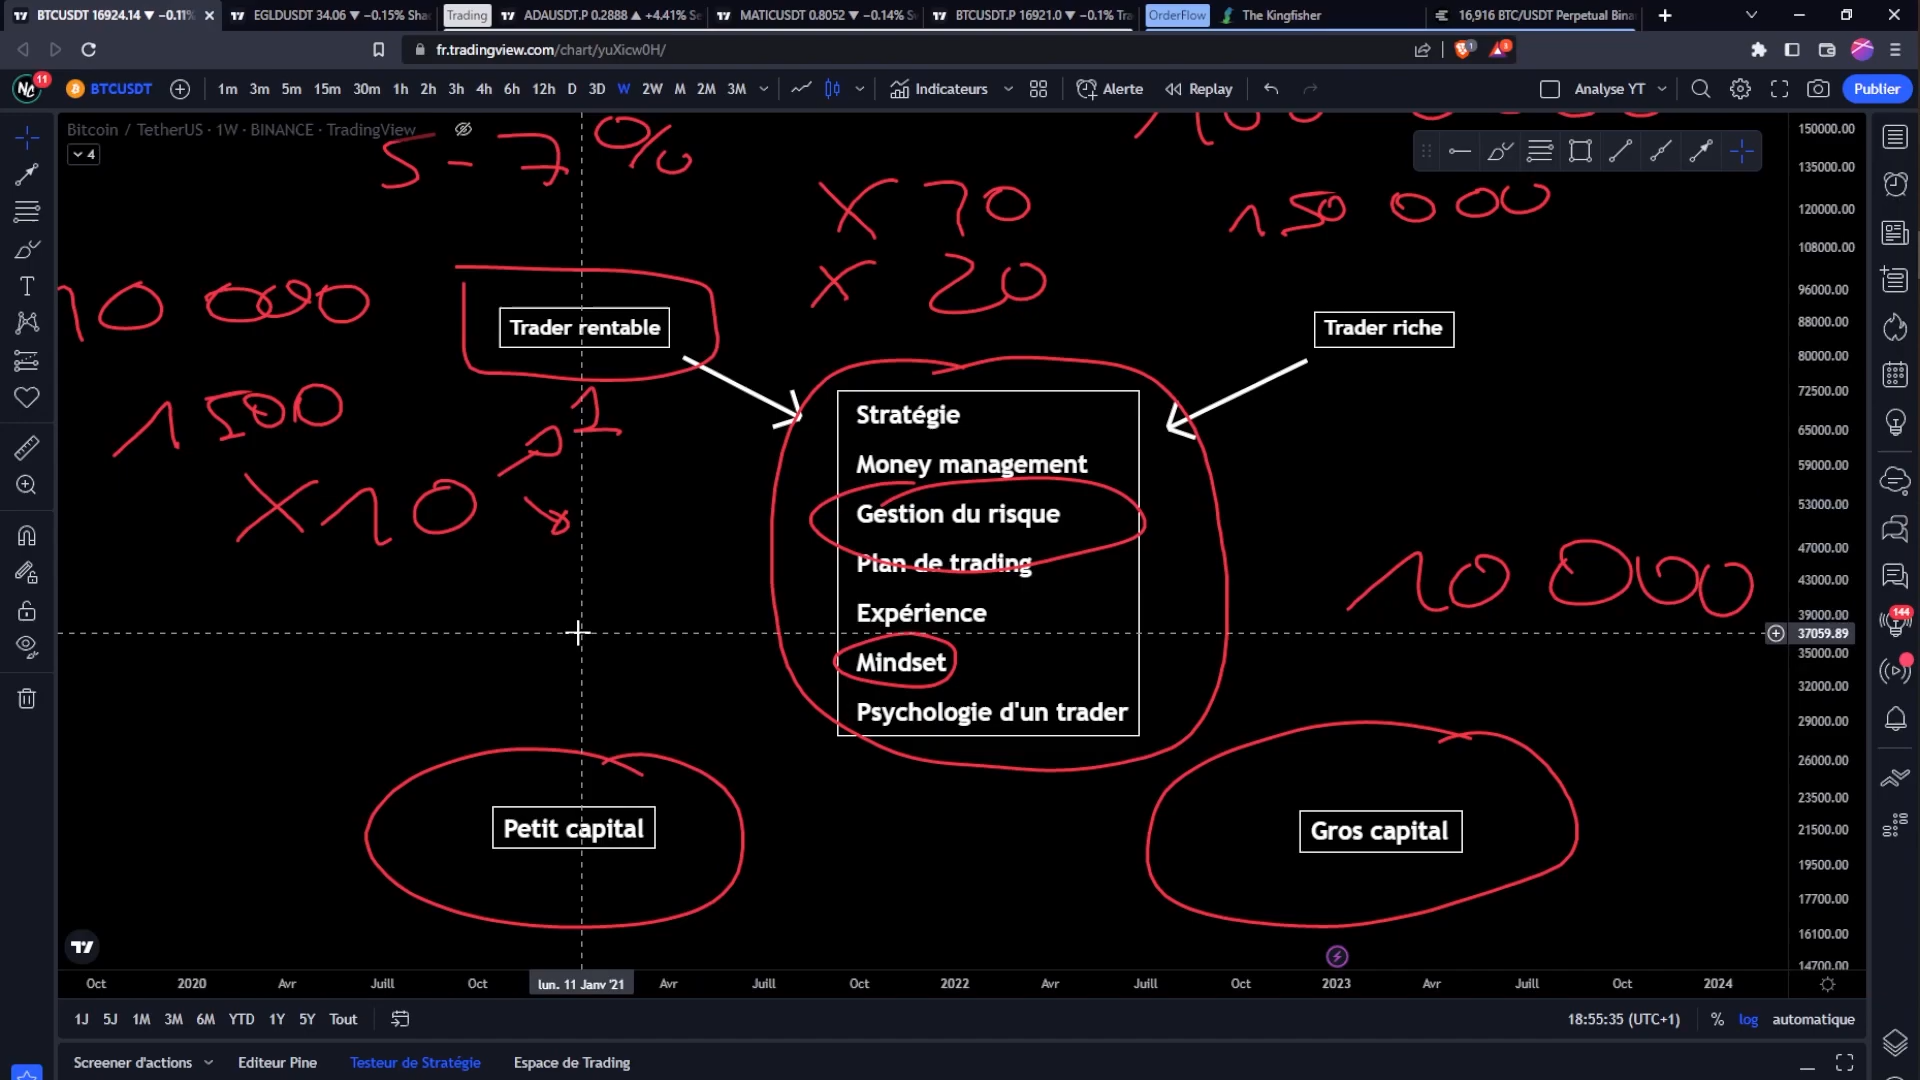 BTCUSDT 16924.14 ▼ −0.11%
EGLDUSDT 34.06 ▼ −0.15%
Trading
ADAUSDT.P 0.2888 ▲ +4.41%
MATICUSDT 0.8052 ▼ −0.14%
BTCUSDT.P 16921.0 ▼ −0.1%
OrderFlow
The Kingfisher
16,916 BTC/USDT Perpetual
fr.tradingview.com/chart/yuXicw0H/
11
BTCUSDT
1m 3m 5m 15m 30m 1h 2h 3h 4h 6h 12h D 3D W 2W M 2M 3M
Indicateurs
Alerte
Replay
Analyse YT
Publier
Bitcoin / TetherUS · 1W · BINANCE · TradingView
4
5 - 7 %
X 10
150 000
X 20
10 000
Trader rentable
Trader riche
1 500
1
X 10
Stratégie
Money management
Gestion du risque
Plan de trading
Expérience
Mindset
Psychologie d'un trader
10 000
Petit capital
Gros capital
150000.00
135000.00
120000.00
108000.00
96000.00
88000.00
80000.00
72500.00
65000.00
59000.00
53000.00
47000.00
43000.00
39000.00
37059.89
35000.00
32000.00
29000.00
26000.00
23500.00
21500.00
19500.00
17700.00
16100.00
14700.00
144
Oct 2020 Avr Juill Oct lun. 11 Janv '21 Avr Juill Oct 2022 Avr Juill Oct 2023 Avr Juill Oct 2024
1J 5J 1M 3M 6M YTD 1Y 5Y Tout
18:55:35 (UTC+1) % log automatique
Screener d'actions Editeur Pine Testeur de Stratégie Espace de Trading